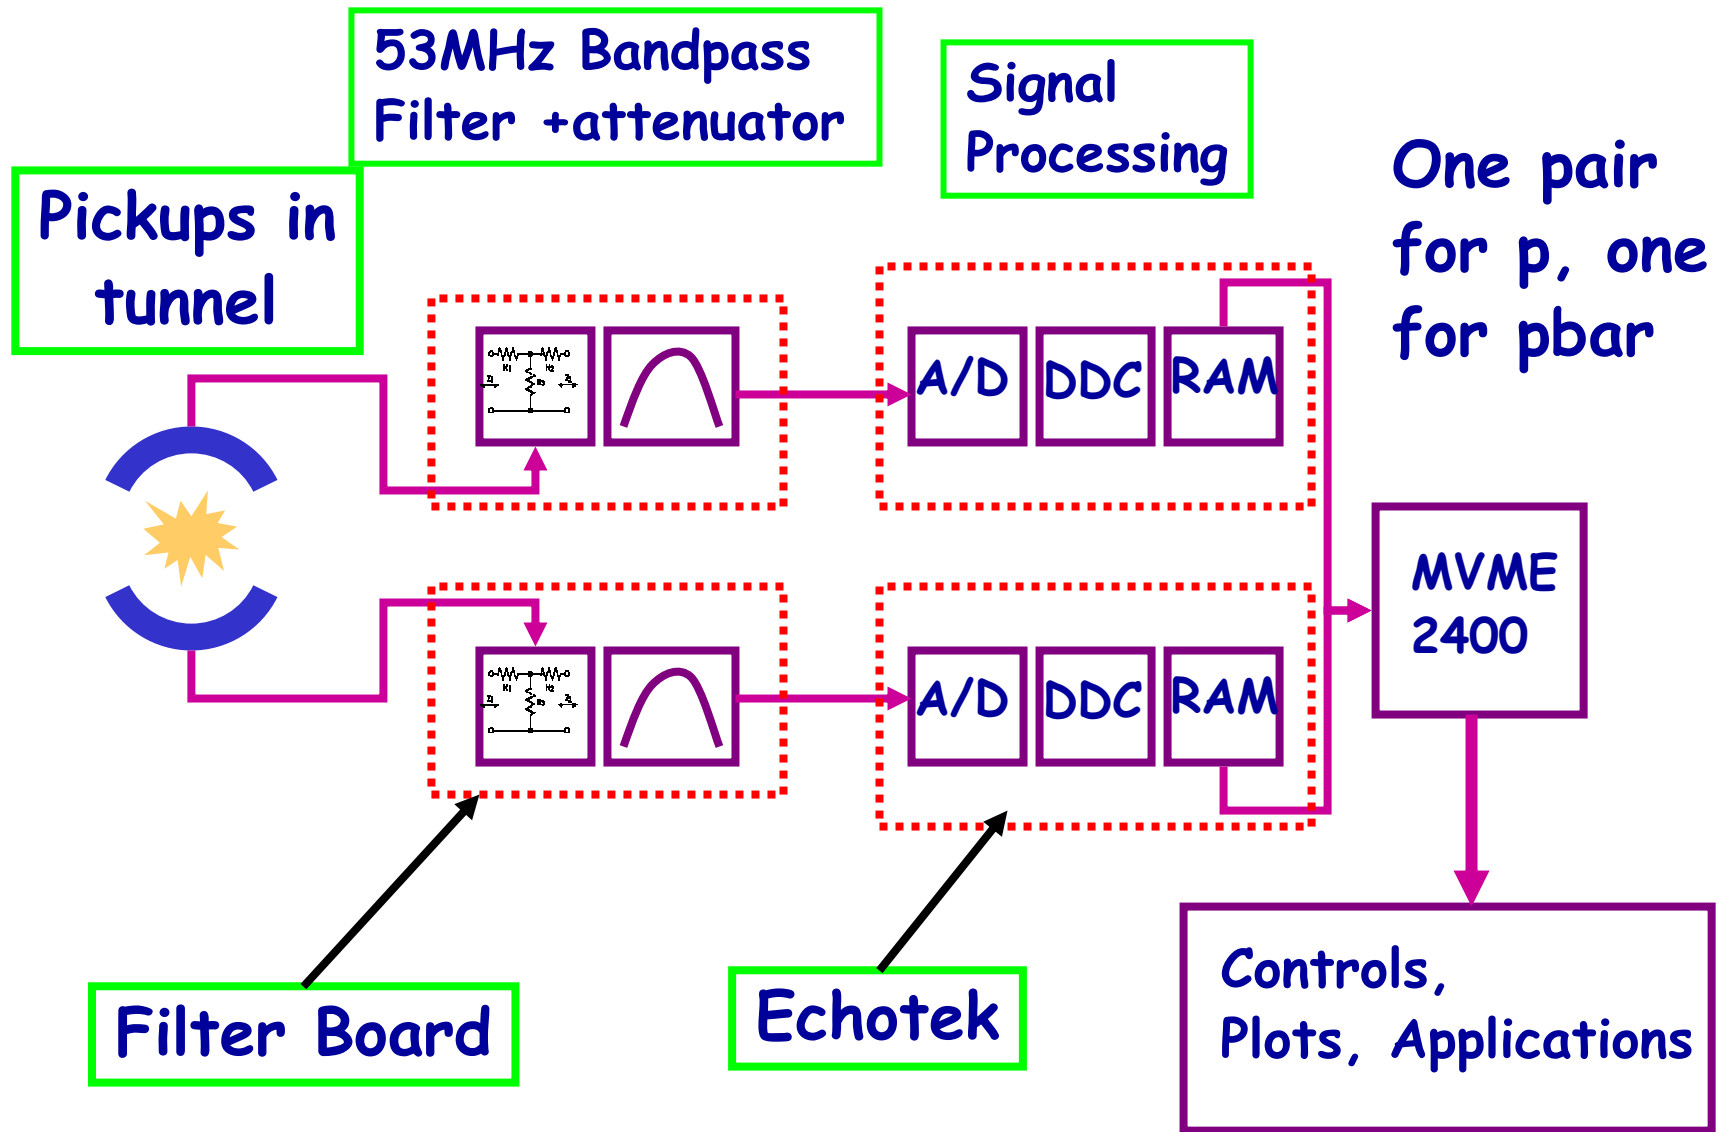 53MHz Bandpass
Filter +attenuator
Signal
Processing
Pickups in
tunnel
One pair
for p, one
for pbar
A/D
DDC
RAM
A/D
DDC
RAM
MVME
2400
Filter Board
Echotek
Controls,
Plots, Applications